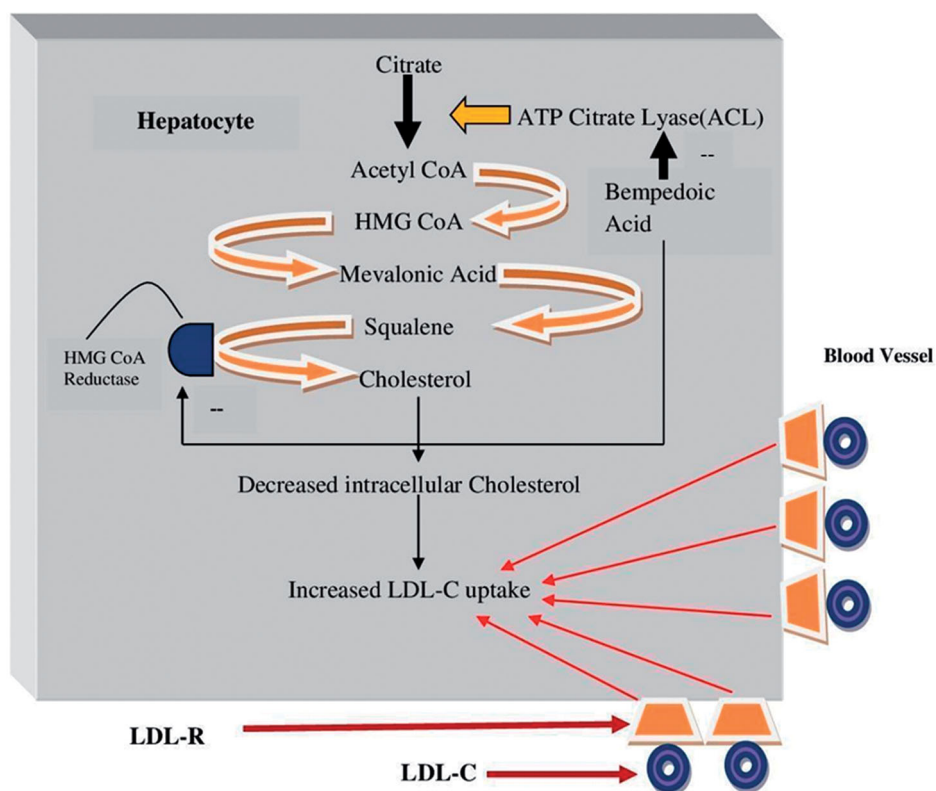 Citrate
Hepatocyte
ATP Citrate Lyase(ACL)
--
Acetyl CoA
Bempedoic
Acid
HMG CoA
Mevalonic Acid
Squalene
HMG CoA
Reductase
Cholesterol
--
Blood Vessel
Decreased intracellular Cholesterol
Increased LDL-C uptake
LDL-R
LDL-C